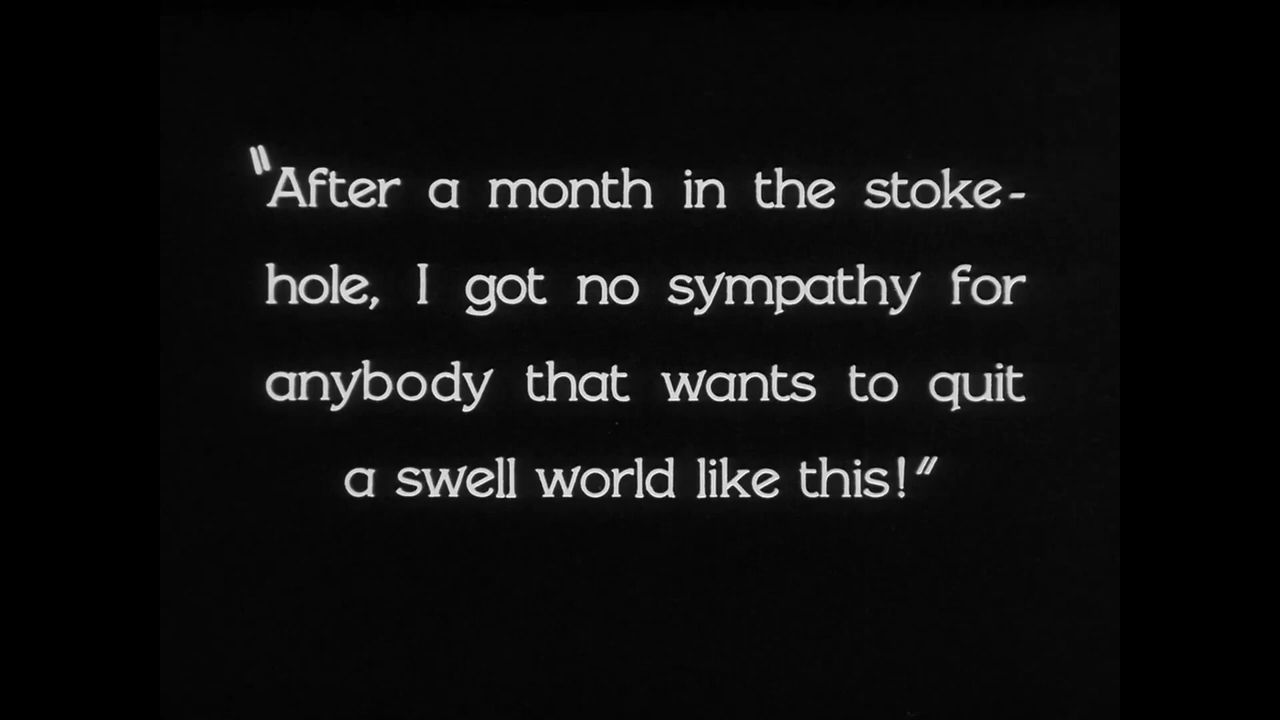 "After a month in the stoke-
hole, I got no sympathy for
anybody that wants to quit
a swell world like this!"